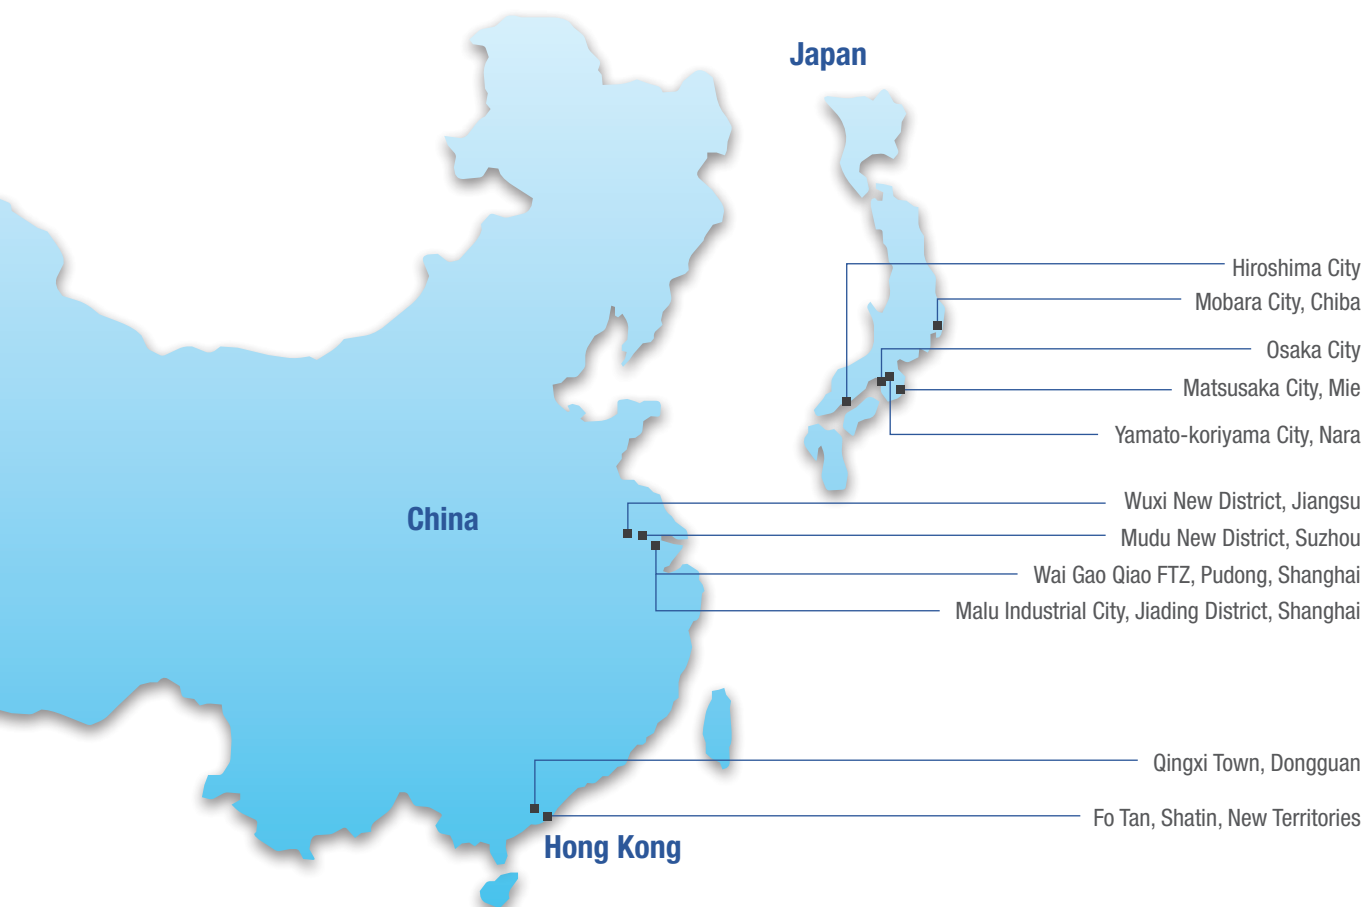 Japan
Hiroshima City
Mobara City, Chiba
Osaka City
Matsusaka City, Mie
Yamato-koriyama City, Nara
Wuxi New District, Jiangsu
China
Mudu New District, Suzhou
Wai Gao Qiao FTZ, Pudong, Shanghai
Malu Industrial City, Jiading District, Shanghai
Qingxi Town, Dongguan
Fo Tan, Shatin, New Territories
Hong Kong